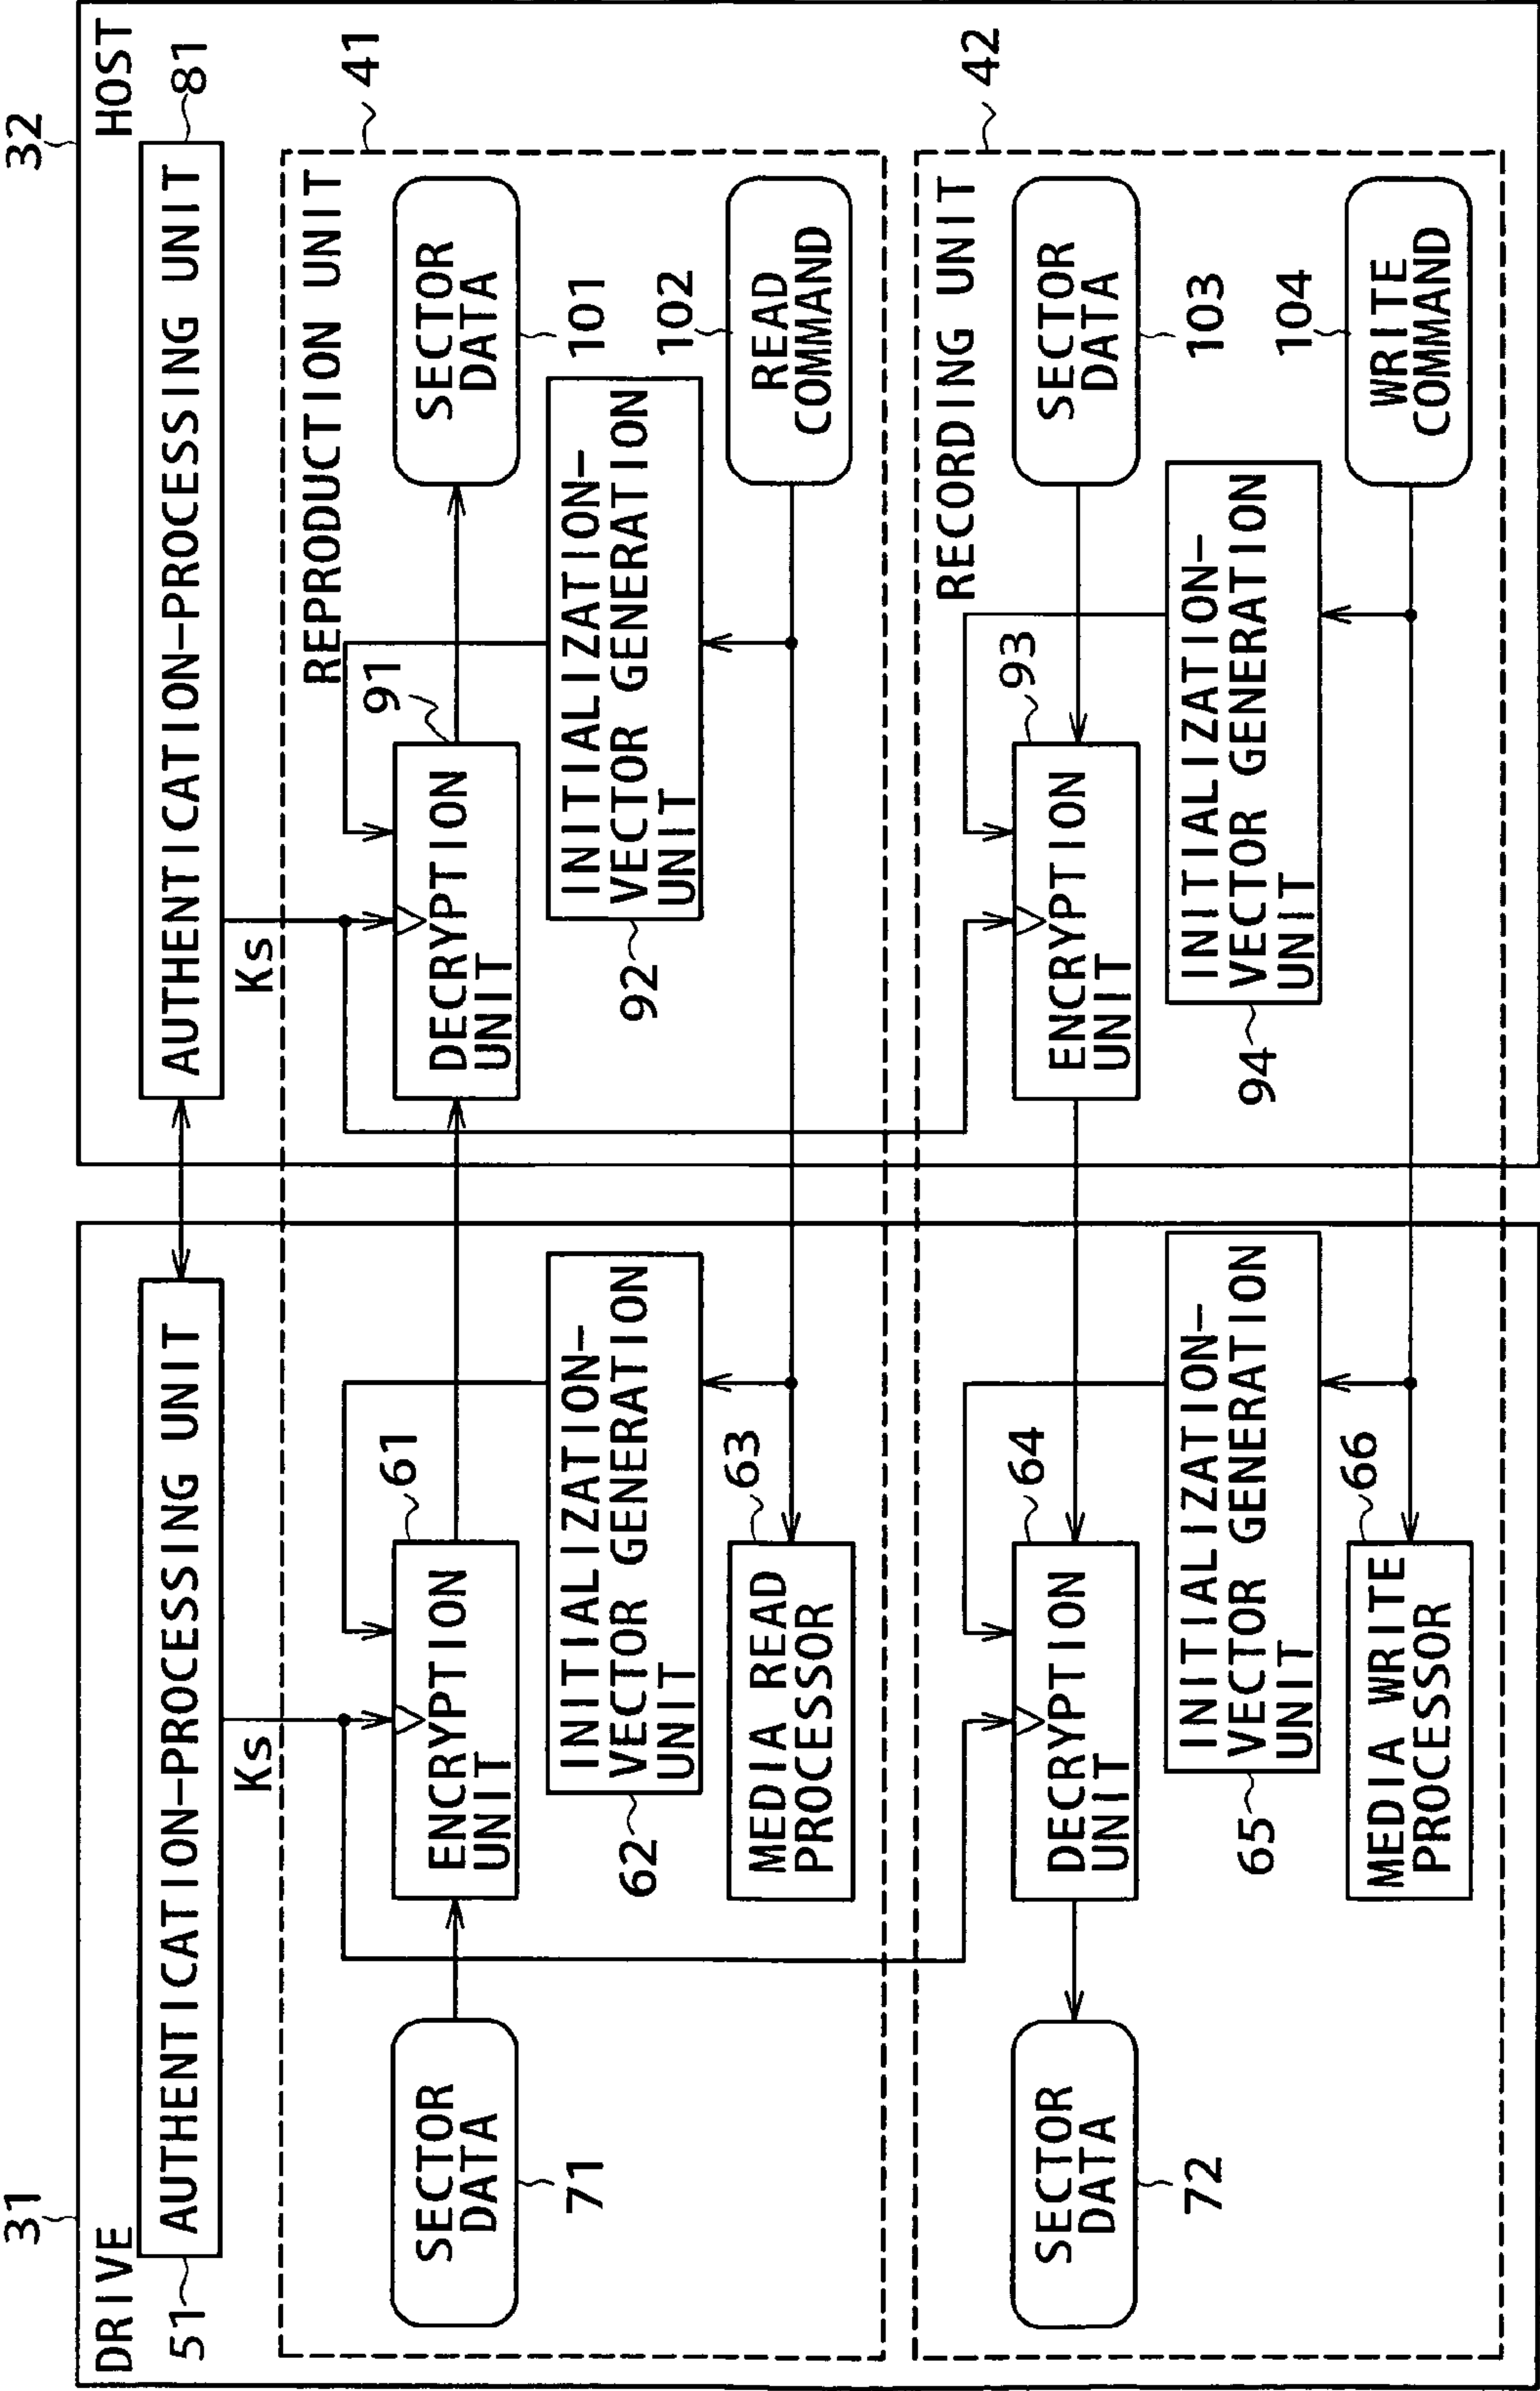 31
32
DRIVE
HOST
51
AUTHENTICATION-PROCESSING UNIT
AUTHENTICATION-PROCESSING UNIT
81
Ks
Ks
REPRODUCTION UNIT
41
SECTOR
DATA
71
ENCRYPTION
UNIT
61
DECRYPTION
UNIT
91
SECTOR
DATA
101
62
INITIALIZATION-
VECTOR GENERATION
UNIT
92
INITIALIZATION-
VECTOR GENERATION
UNIT
102
MEDIA READ
PROCESSOR
63
READ
COMMAND
RECORDING UNIT
42
SECTOR
DATA
72
DECRYPTION
UNIT
64
ENCRYPTION
UNIT
93
SECTOR
DATA
103
65
INITIALIZATION-
VECTOR GENERATION
UNIT
94
INITIALIZATION-
VECTOR GENERATION
UNIT
104
MEDIA WRITE
PROCESSOR
66
WRITE
COMMAND